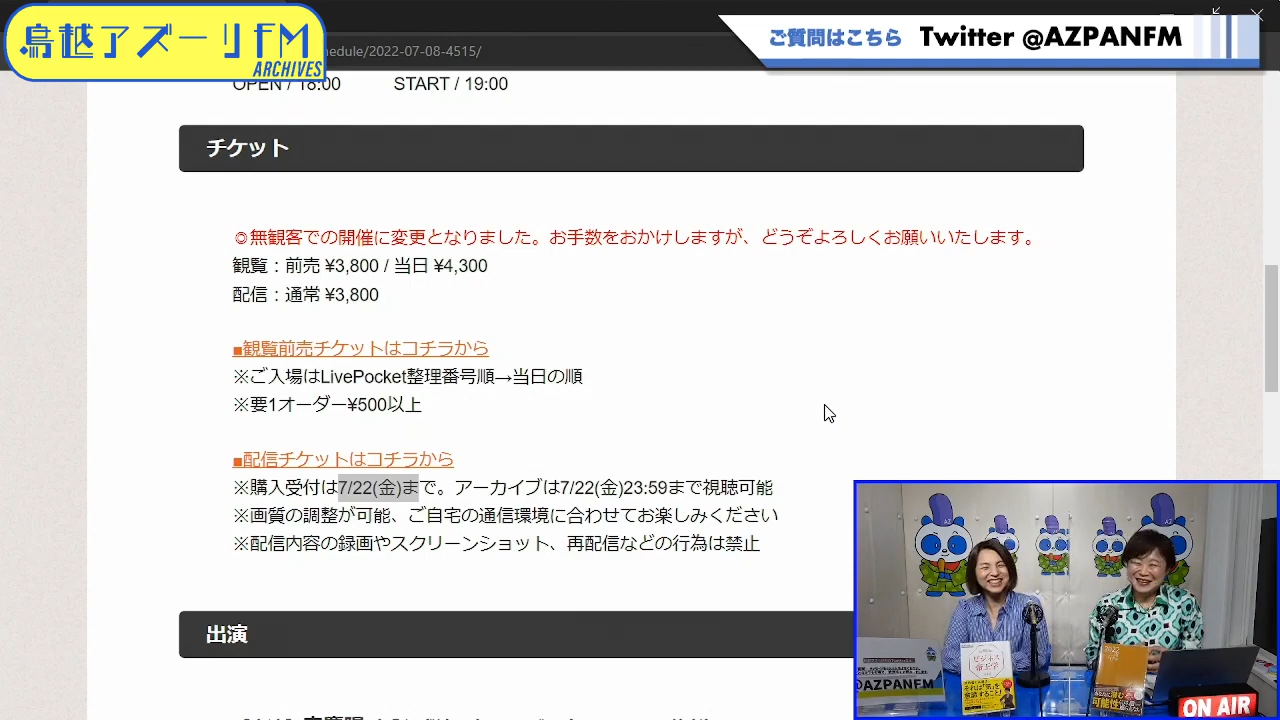 鳥越アズーリFM
ARCHIVES
hedule/2022-07-08-4515/
ご質問はこちら Twitter @AZPANFM
OPEN / 18:00 START / 19:00
チケット
◎無観客での開催に変更となりました。お手数をおかけしますが、どうぞよろしくお願いいたします。
観覧：前売 ¥3,800 / 当日 ¥4,300
配信：通常 ¥3,800
■観覧前売チケットはコチラから
※ご入場はLivePocket整理番号順→当日の順
※要1オーダー¥500以上
■配信チケットはコチラから
※購入受付は7/22(金)まで。アーカイブは7/22(金)23:59まで視聴可能
※画質の調整が可能、ご自宅の通信環境に合わせてお楽しみください
※配信内容の録画やスクリーンショット、再配信などの行為は禁止
出演
@AZPANFM
2022
可能性
ON AIR